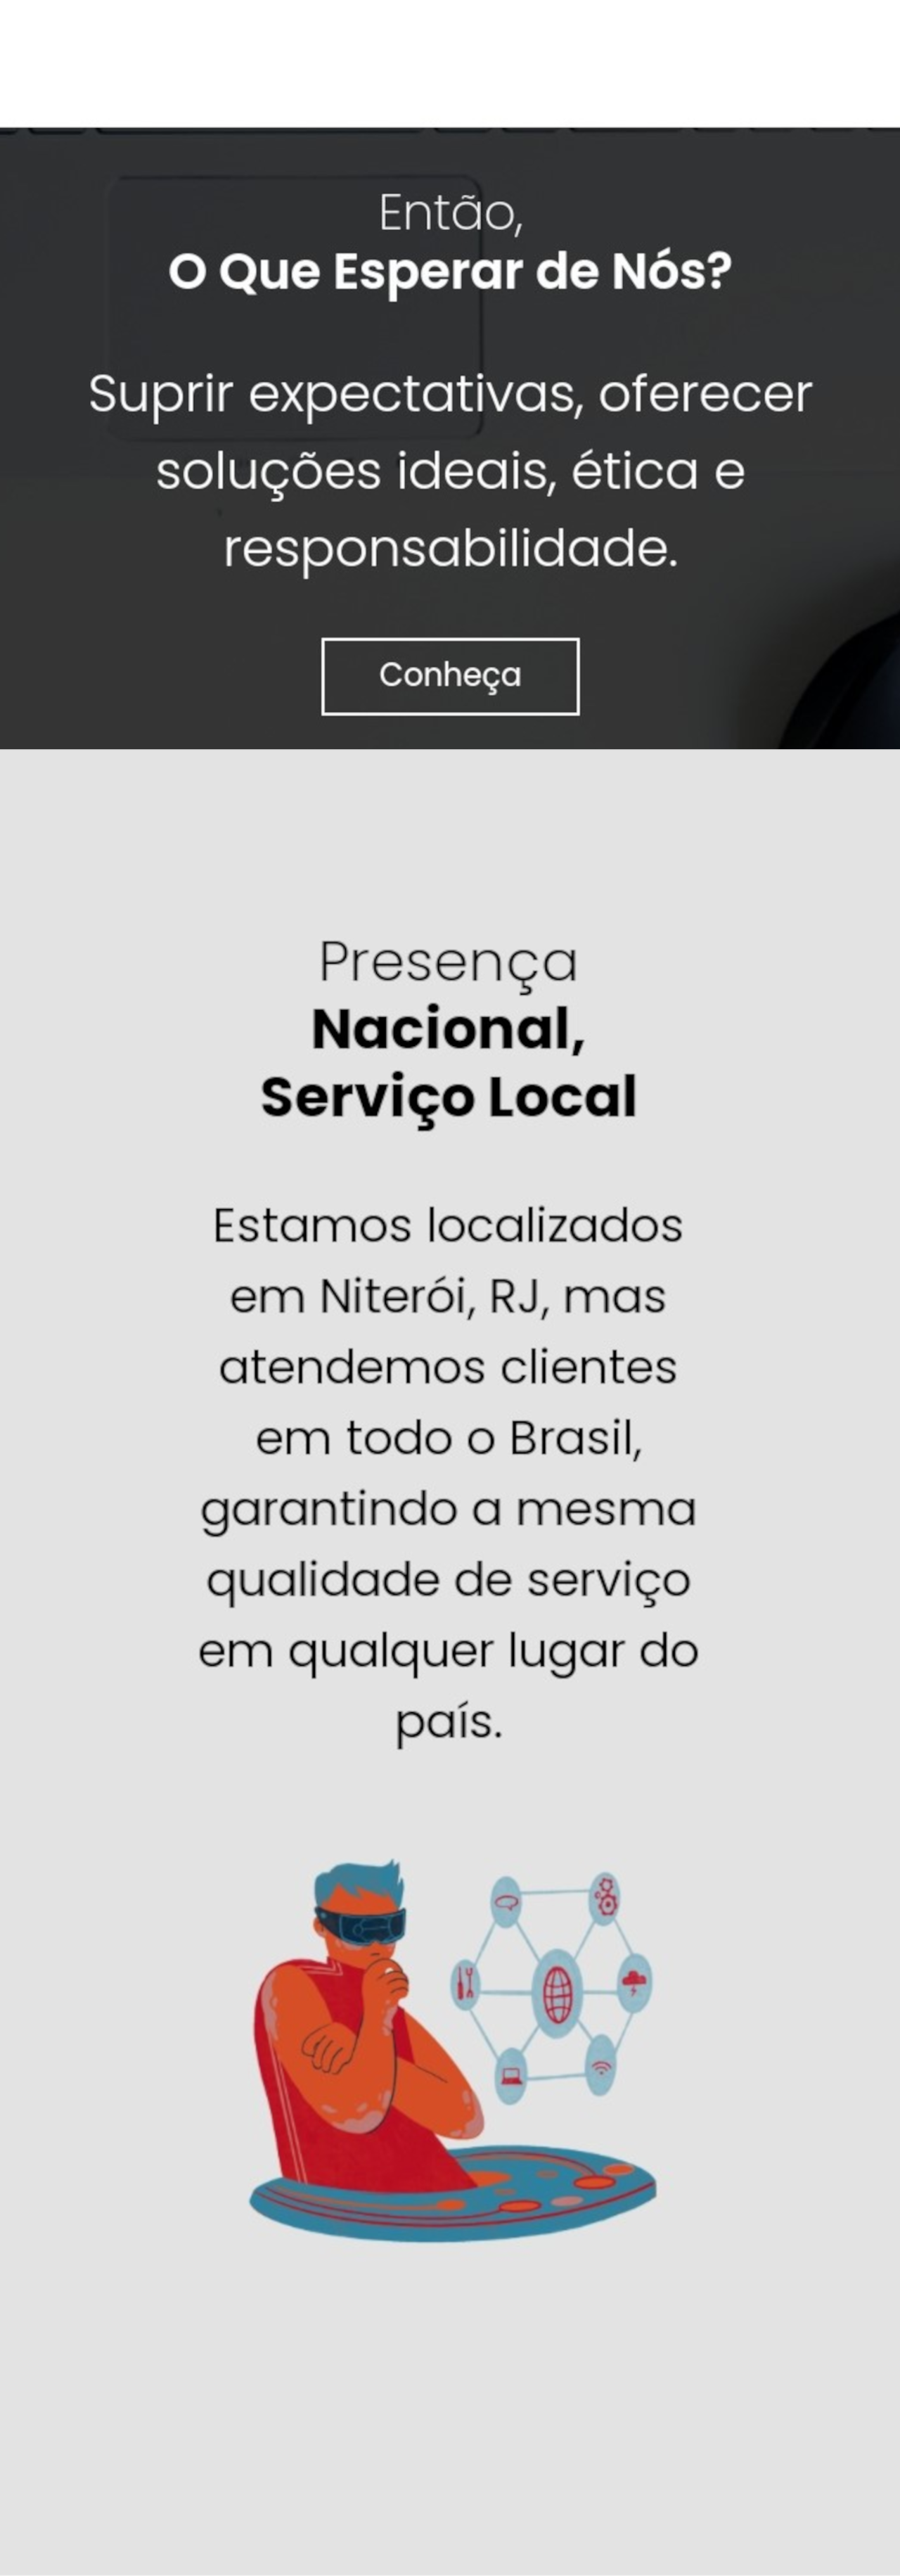 Então,
O Que Esperar de Nós?
Suprir expectativas, oferecer
soluções ideais, ética e
responsabilidade.
Conheça
Presença
Nacional,
Serviço Local
Estamos localizados
em Niterói, RJ, mas
atendemos clientes
em todo o Brasil,
garantindo a mesma
qualidade de serviço
em qualquer lugar do
país.